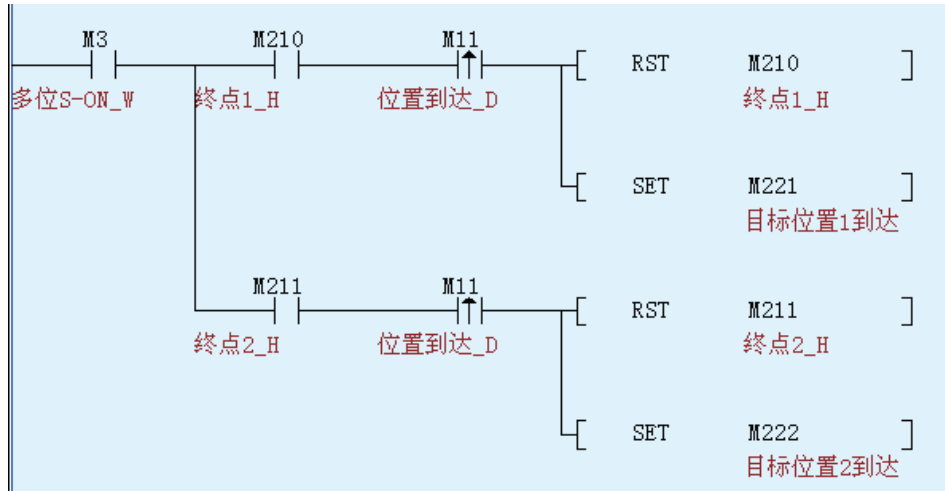 M3 M210 M11
RST M210
多位S-ON_W 终点1_H 位置到达_D 终点1_H
SET M221
目标位置1到达
M211 M11
RST M211
终点2_H 位置到达_D 终点2_H
SET M222
目标位置2到达